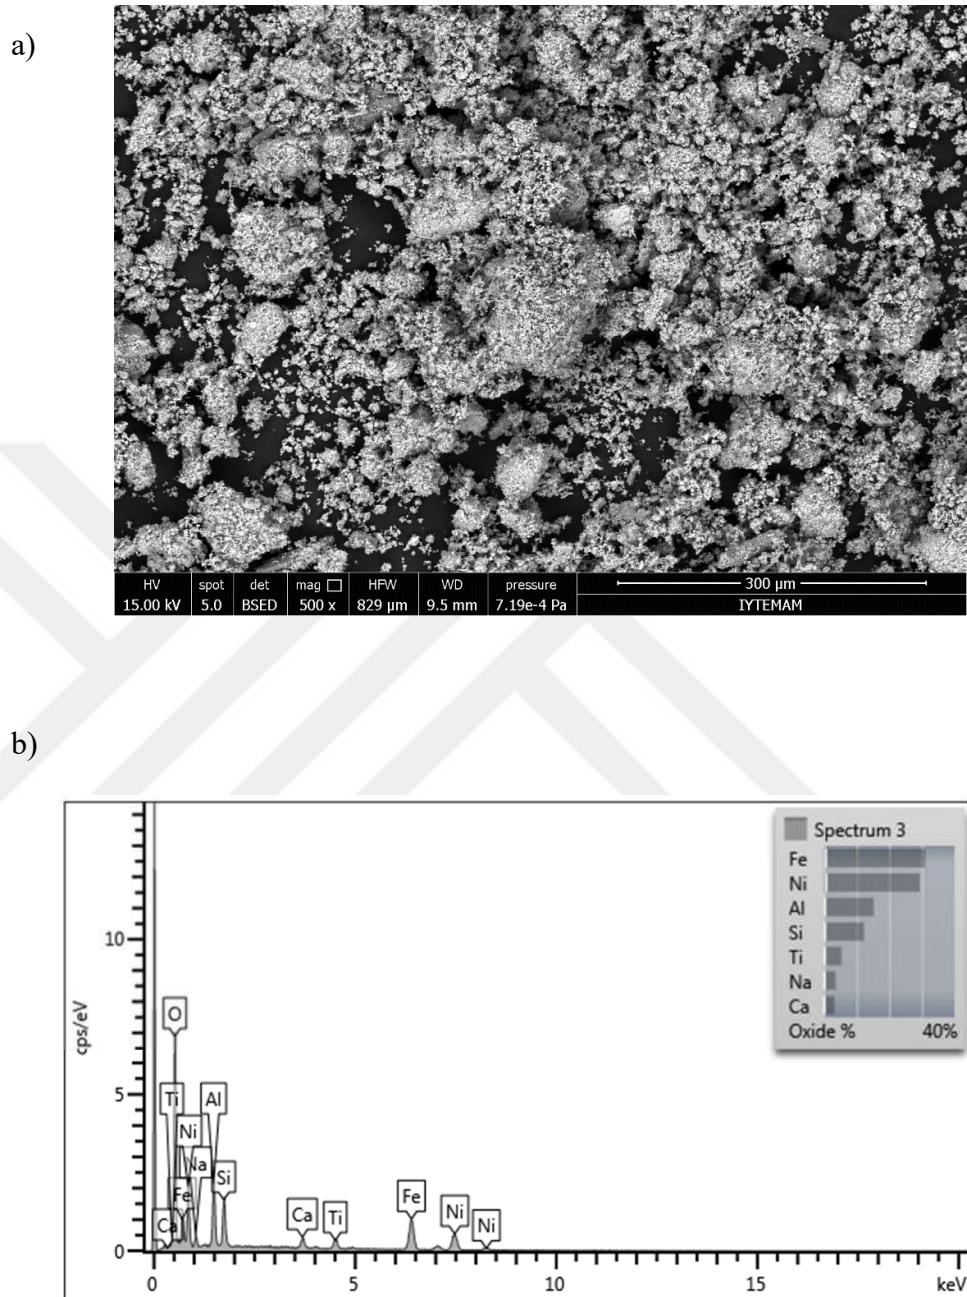 a)
HV spot det mag HFW WD pressure 300 µm
15.00 kV 5.0 BSED 500 x 829 µm 9.5 mm 7.19e-4 Pa IYTEMAM
b)
Spectrum 3
Fe
Ni
Al
Si
Ti
Na
Ca
Oxide % 40%
10
cps/eV
O
5
Ti Al
Ni
Na
Si
Fe
Ca Ca Ti Fe Ni Ni
0
0 5 10 15 keV